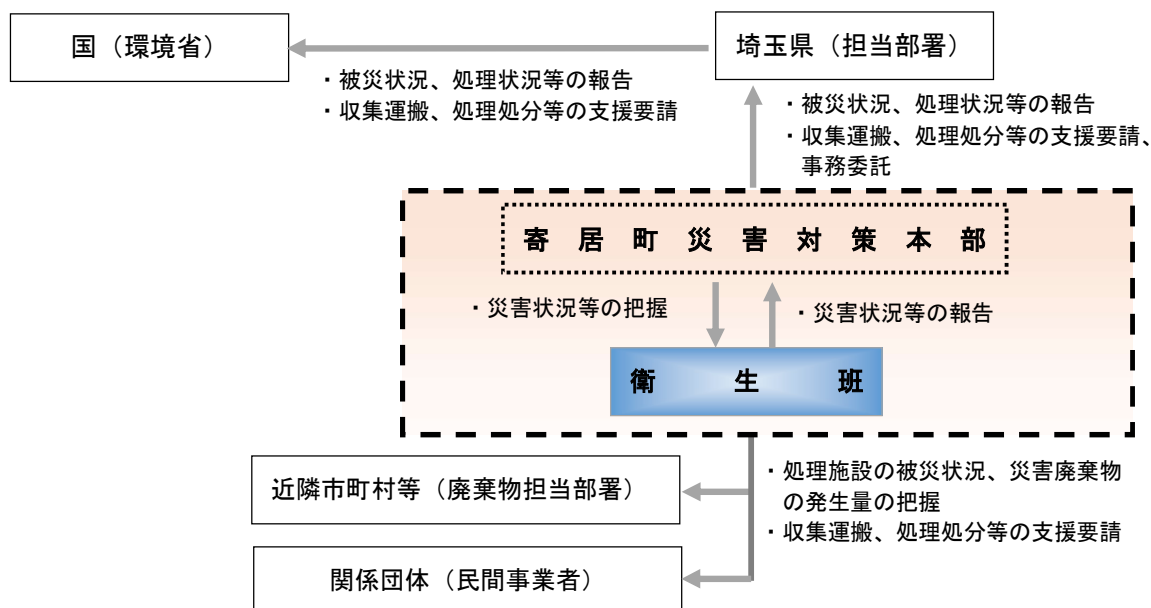 国（環境省）
埼玉県（担当部署）
・被災状況、処理状況等の報告
・収集運搬、処理処分等の支援要請
・被災状況、処理状況等の報告
・収集運搬、処理処分等の支援要請、
事務委託
寄居町災害対策本部
・災害状況等の把握
・災害状況等の報告
衛生班
近隣市町村等（廃棄物担当部署）
・処理施設の被災状況、災害廃棄物
の発生量の把握
・収集運搬、処理処分等の支援要請
関係団体（民間事業者）